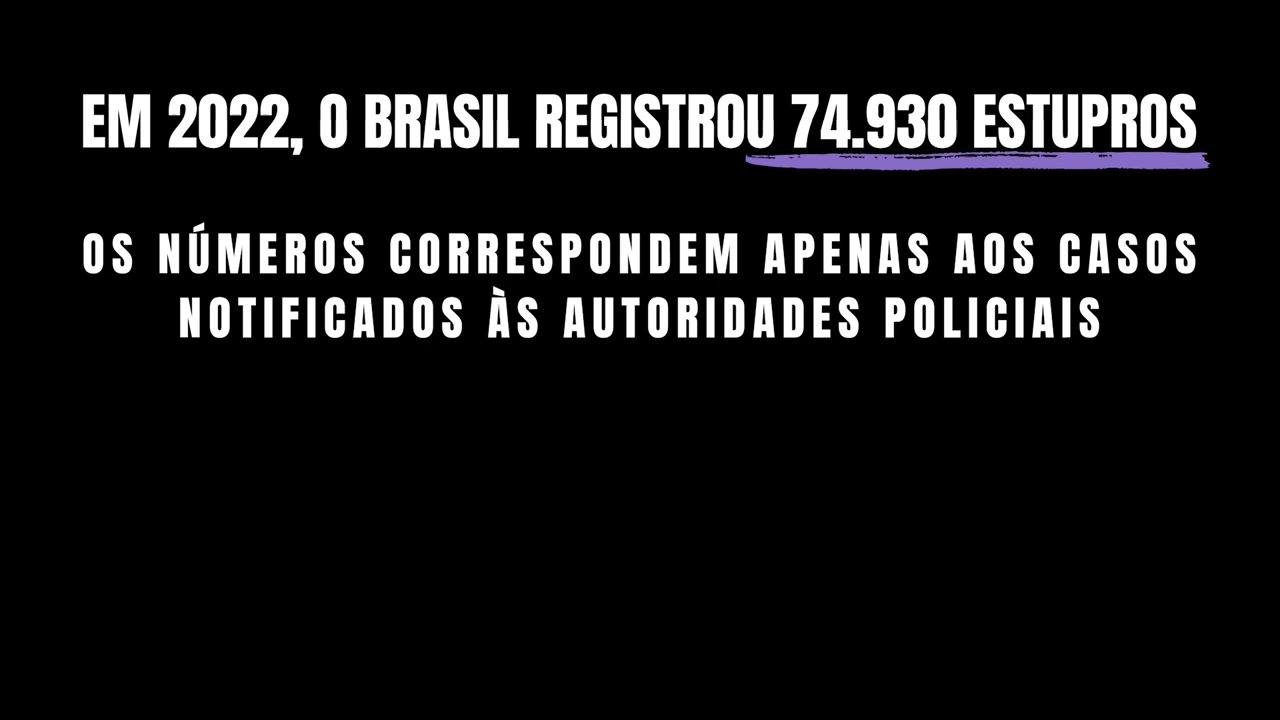 EM 2022, O BRASIL REGISTROU 74.930 ESTUPROS
OS NÚMEROS CORRESPONDEM APENAS AOS CASOS
NOTIFICADOS ÀS AUTORIDADES POLICIAIS